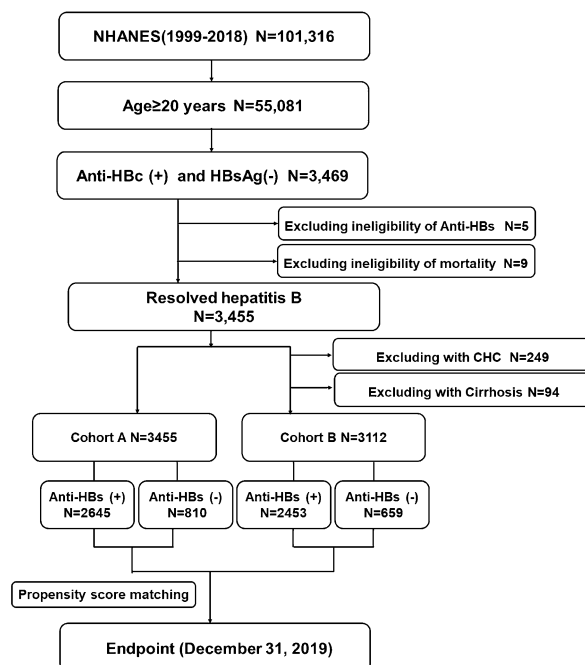 NHANES(1999-2018) N=101,316
Age≥20 years N=55,081
Anti-HBc (+) and HBsAg(-) N=3,469
Excluding ineligibility of Anti-HBs N=5
Excluding ineligibility of mortality N=9
Resolved hepatitis B
N=3,455
Excluding with CHC N=249
Excluding with Cirrhosis N=94
Cohort A N=3455
Cohort B N=3112
Anti-HBs (+)
N=2645
Anti-HBs (-)
N=810
Anti-HBs (+)
N=2453
Anti-HBs (-)
N=659
Propensity score matching
Endpoint (December 31, 2019)